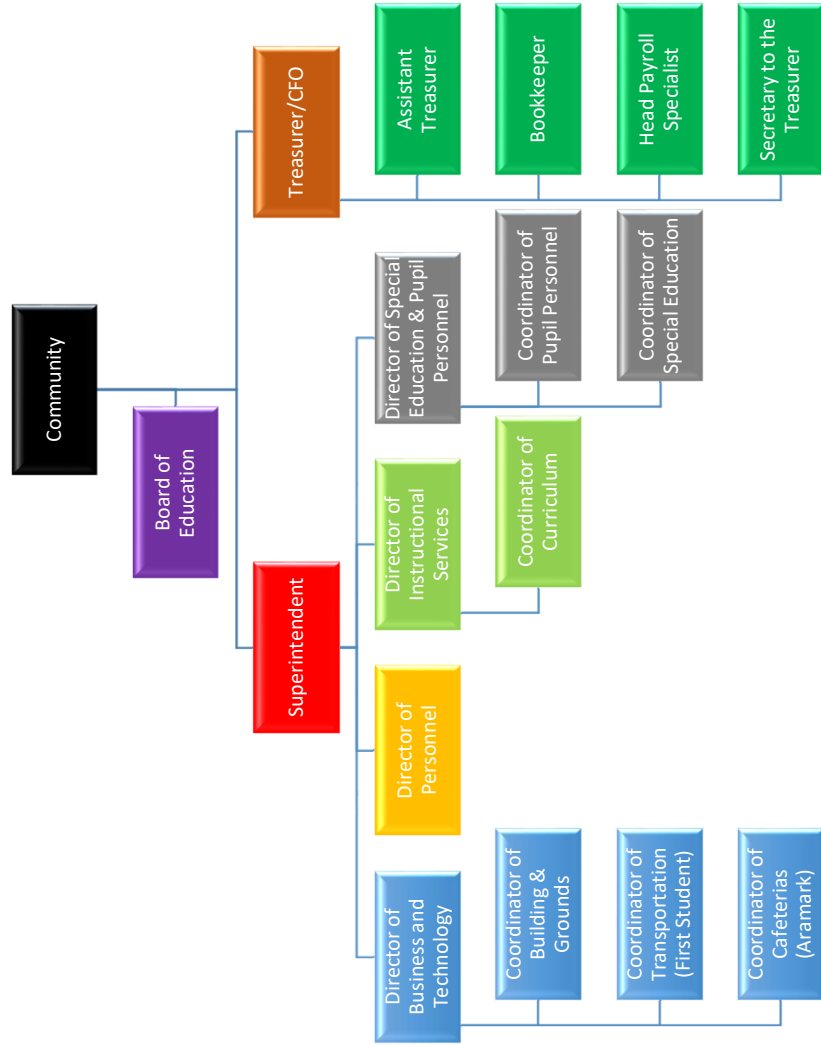 Community
Board of
Education
Superintendent
Treasurer/CFO
Director of
Business and
Technology
Director of
Personnel
Director of
Instructional
Services
Director of Special
Education & Pupil
Personnel
Assistant
Treasurer
Coordinator of
Building &
Grounds
Coordinator of
Curriculum
Coordinator of
Pupil Personnel
Bookkeeper
Coordinator of
Transportation
(First Student)
Coordinator of
Special Education
Head Payroll
Specialist
Coordinator of
Cafeterias
(Aramark)
Secretary to the
Treasurer